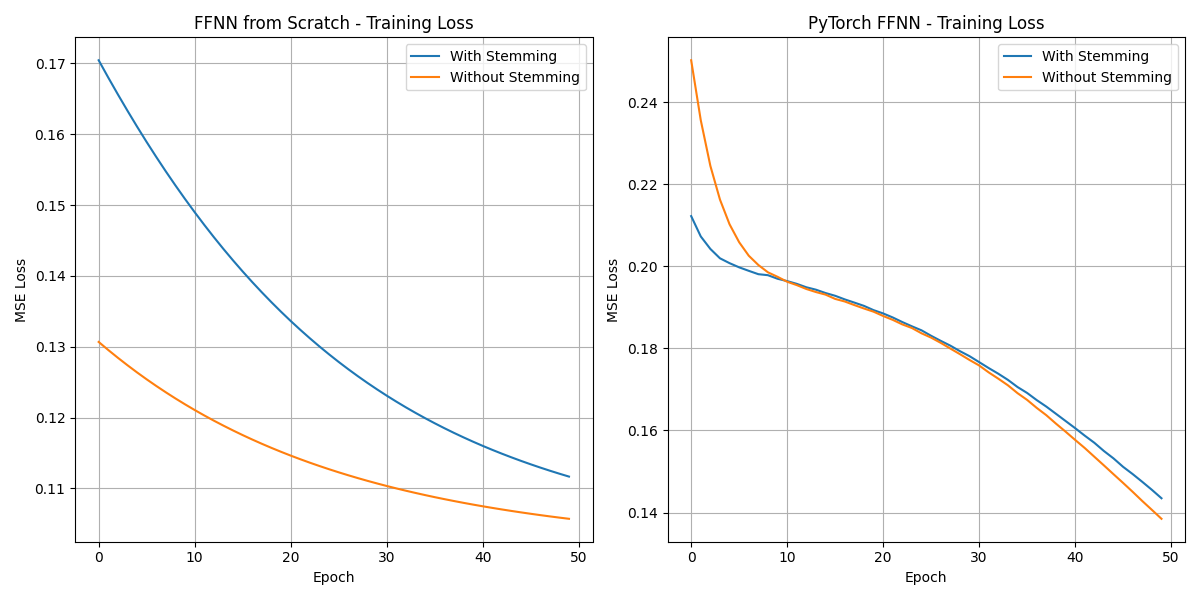 FFNN from Scratch - Training Loss
With Stemming
Without Stemming
0.17
0.16
0.15
0.14
0.13
0.12
0.11
MSE Loss
0 10 20 30 40 50
Epoch
PyTorch FFNN - Training Loss
With Stemming
Without Stemming
0.24
0.22
0.20
0.18
0.16
0.14
MSE Loss
0 10 20 30 40 50
Epoch